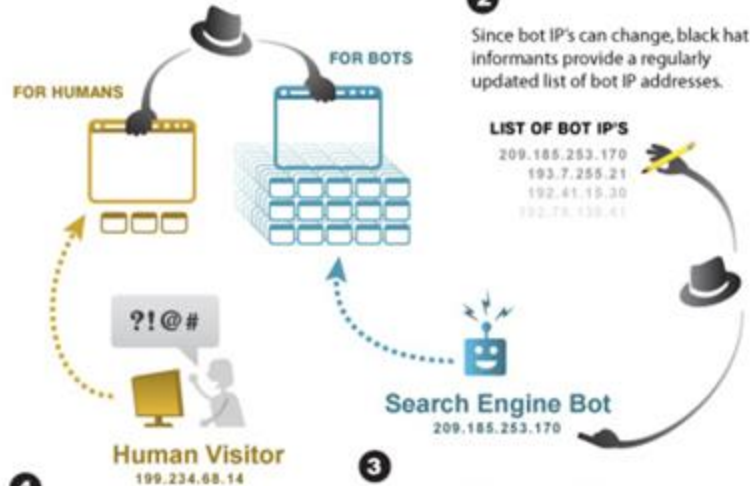 2
Since bot IP's can change, black hat
informants provide a regularly
updated list of bot IP addresses.
FOR BOTS
FOR HUMANS
LIST OF BOT IP'S
209.185.253.170
193.7.255.21
192.41.15.30
?!@#
Search Engine Bot
209.185.253.170
Human Visitor
199.234.68.14
3